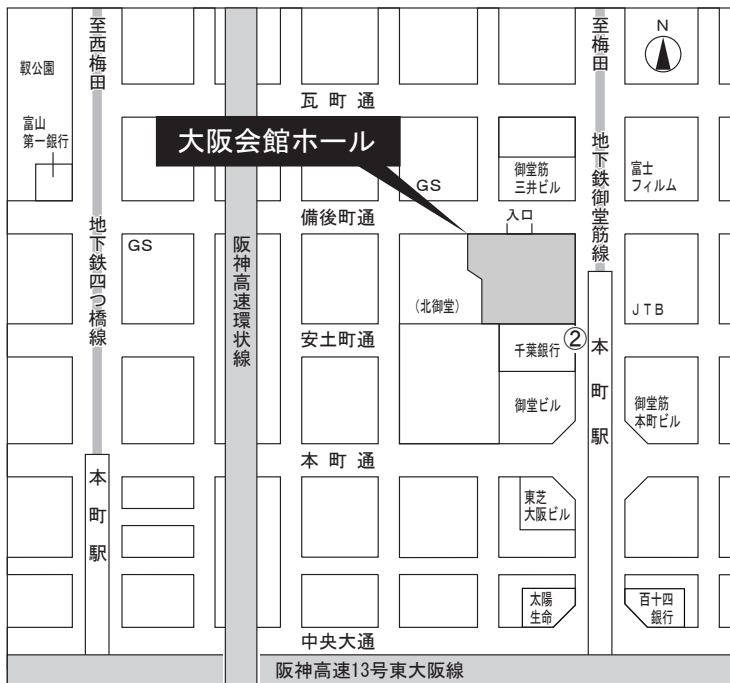 至西梅田
至梅田
N
靱公園
瓦町通
富山
第一銀行
大阪会館ホール
GS
御堂筋
三井ビル
地下鉄御堂筋線
富士
フィルム
備後町通
入口
地下鉄四つ橋線
GS
阪神高速環状線
(北御堂)
JTB
安土町通
千葉銀行
②
本町駅
御堂ビル
御堂筋
本町ビル
本町通
本町駅
東芝
大阪ビル
太陽
生命
百十四
銀行
中央大通
阪神高速13号東大阪線